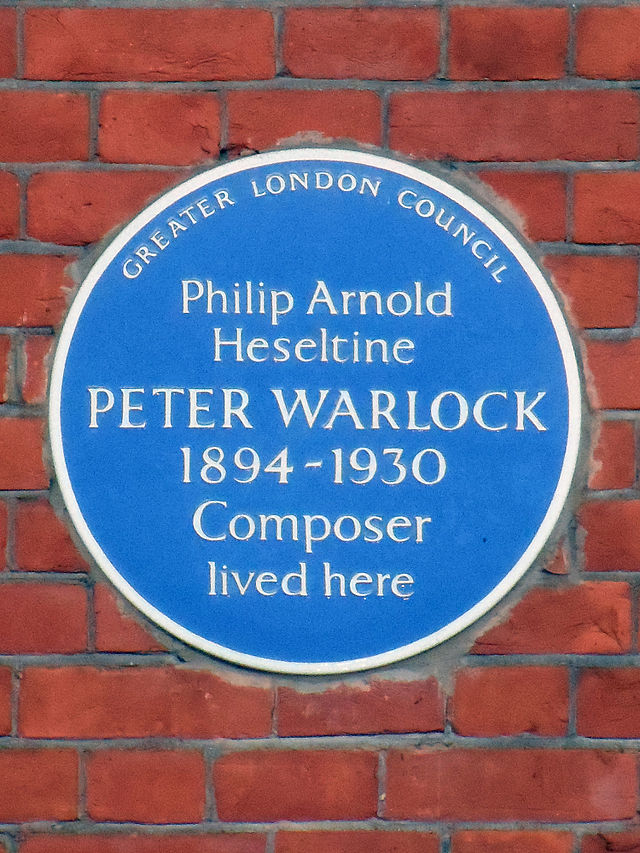 GREATER LONDON COUNCIL
Philip Arnold
Heseltine
PETER WARLOCK
1894-1930
Composer
lived here